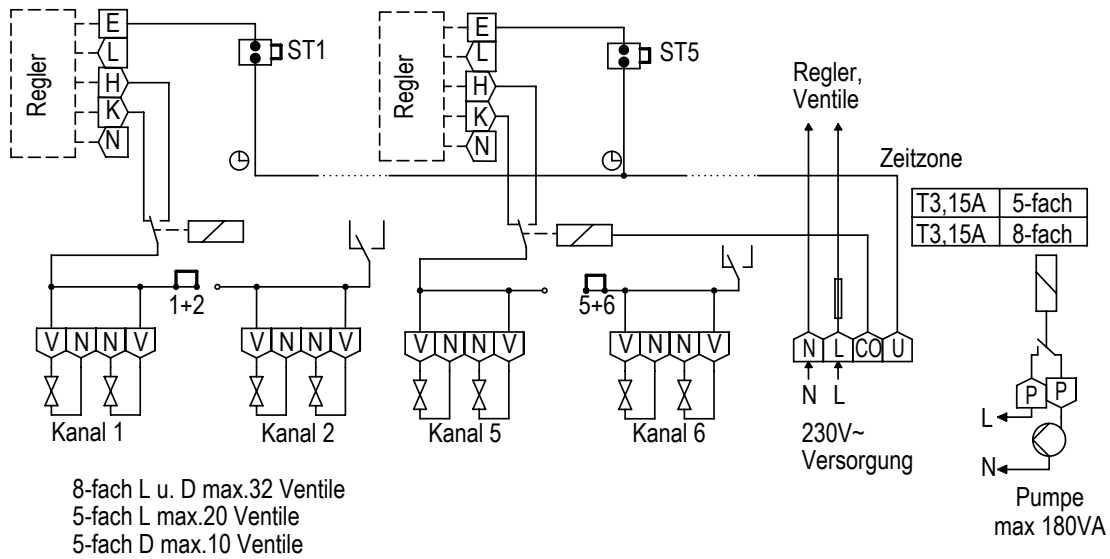 Regler
E
L
H
K
N
ST1
Regler
E
L
H
K
N
ST5
Regler,
Ventile
Zeitzone
T3,15A 5-fach
T3,15A 8-fach
1+2
5+6
V N N V
V N N V
V N N V
V N N V
N L CO U
N L
P P
L
N
Kanal 1
Kanal 2
Kanal 5
Kanal 6
230V~
Versorgung
Pumpe
max 180VA
8-fach L u. D max.32 Ventile
5-fach L max.20 Ventile
5-fach D max.10 Ventile